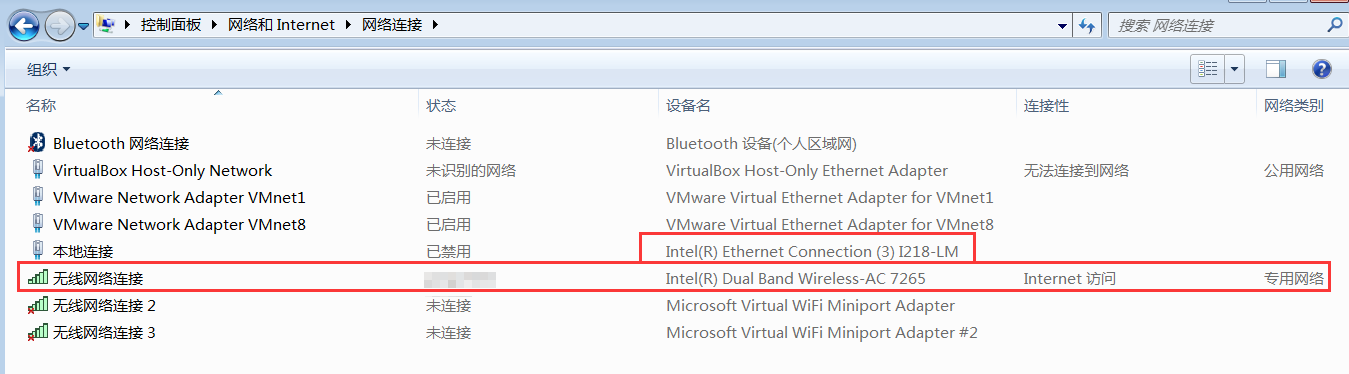 控制面板 网络和 Internet 网络连接 搜索 网络连接
组织
名称 状态 设备名 连接性 网络类别
Bluetooth 网络连接 未连接 Bluetooth 设备(个人区域网)
VirtualBox Host-Only Network 未识别的网络 VirtualBox Host-Only Ethernet Adapter 无法连接到网络 公用网络
VMware Network Adapter VMnet1 已启用 VMware Virtual Ethernet Adapter for VMnet1
VMware Network Adapter VMnet8 已启用 VMware Virtual Ethernet Adapter for VMnet8
本地连接 已禁用 Intel(R) Ethernet Connection (3) I218-LM
无线网络连接 Intel(R) Dual Band Wireless-AC 7265 Internet 访问 专用网络
无线网络连接 2 未连接 Microsoft Virtual WiFi Miniport Adapter
无线网络连接 3 未连接 Microsoft Virtual WiFi Miniport Adapter #2